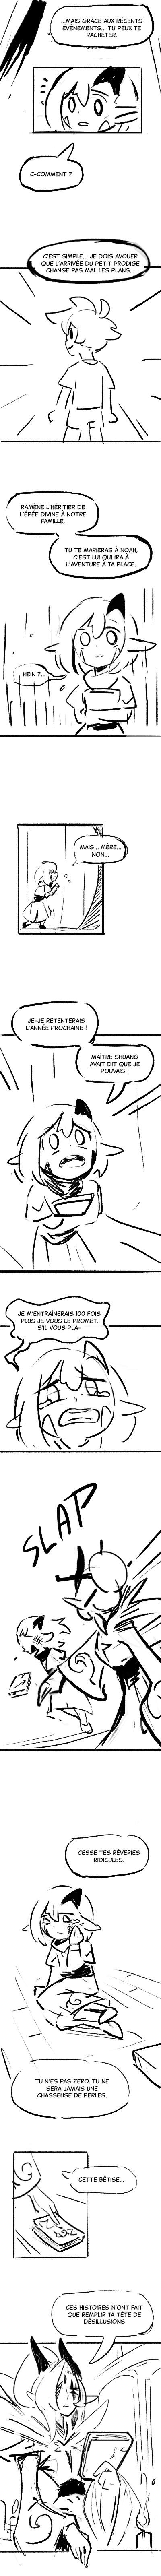 ...MAIS GRÂCE AUX RÉCENTS
ÉVÈNEMENTS... TU PEUX TE
RACHETER.
C-COMMENT ?
C'EST SIMPLE... JE DOIS AVOUER
QUE L'ARRIVÉE DU PETIT PRODIGE
CHANGE PAS MAL LES PLANS...
RAMÈNE L'HÉRITIER DE
L'ÉPÉE DIVINE À NOTRE
FAMILLE,
TU TE MARIERAS À NOAH,
C'EST LUI QUI IRA À
L'AVENTURE À TA PLACE.
HEIN ?...
MAIS... MÈRE...
NON...
JE-JE RETENTERAIS
L'ANNÉE PROCHAINE !
MAÎTRE SHUANG
AVAIT DIT QUE JE
POUVAIS !
JE M'ENTRAÎNERAIS 100 FOIS
PLUS JE VOUS LE PROMET,
S'IL VOUS PLA-
SLAP
CESSE TES RÊVERIES
RIDICULES.
TU N'ES PAS ZERO, TU NE
SERA JAMAIS UNE
CHASSEUSE DE PERLES.
CETTE BÊTISE...
CES HISTOIRES N'ONT FAIT
QUE REMPLIR TA TÊTE DE
DÉSILLUSIONS